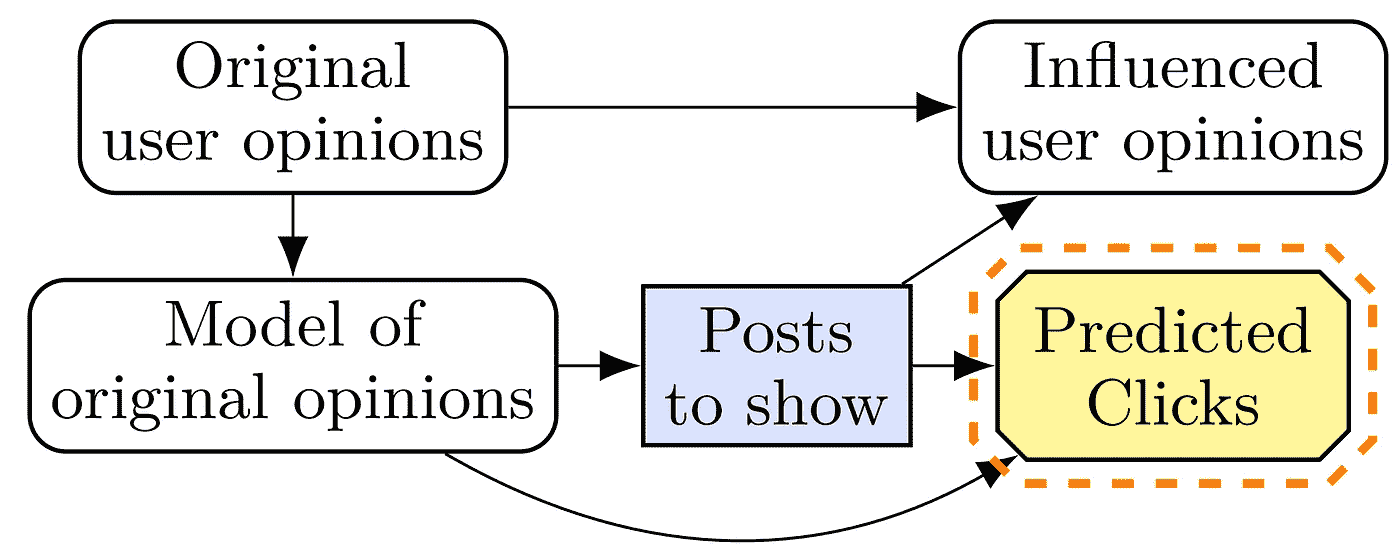 Original
user opinions
Influenced
user opinions
Model of
original opinions
Posts
to show
Predicted
Clicks